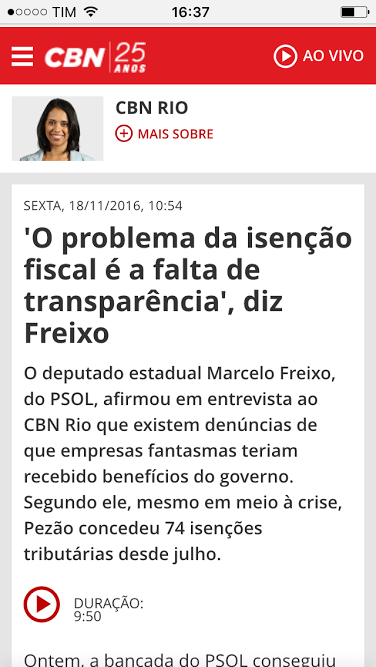 TIM 16:37
CBN 25 ANOS AO VIVO
CBN RIO
MAIS SOBRE
SEXTA, 18/11/2016, 10:54
'O problema da isenção
fiscal é a falta de
transparência', diz
Freixo
O deputado estadual Marcelo Freixo,
do PSOL, afirmou em entrevista ao
CBN Rio que existem denúncias de
que empresas fantasmas teriam
recebido benefícios do governo.
Segundo ele, mesmo em meio à crise,
Pezão concedeu 74 isenções
tributárias desde julho.
DURAÇÃO:
9:50
Ontem, a bancada do PSOL conseguiu